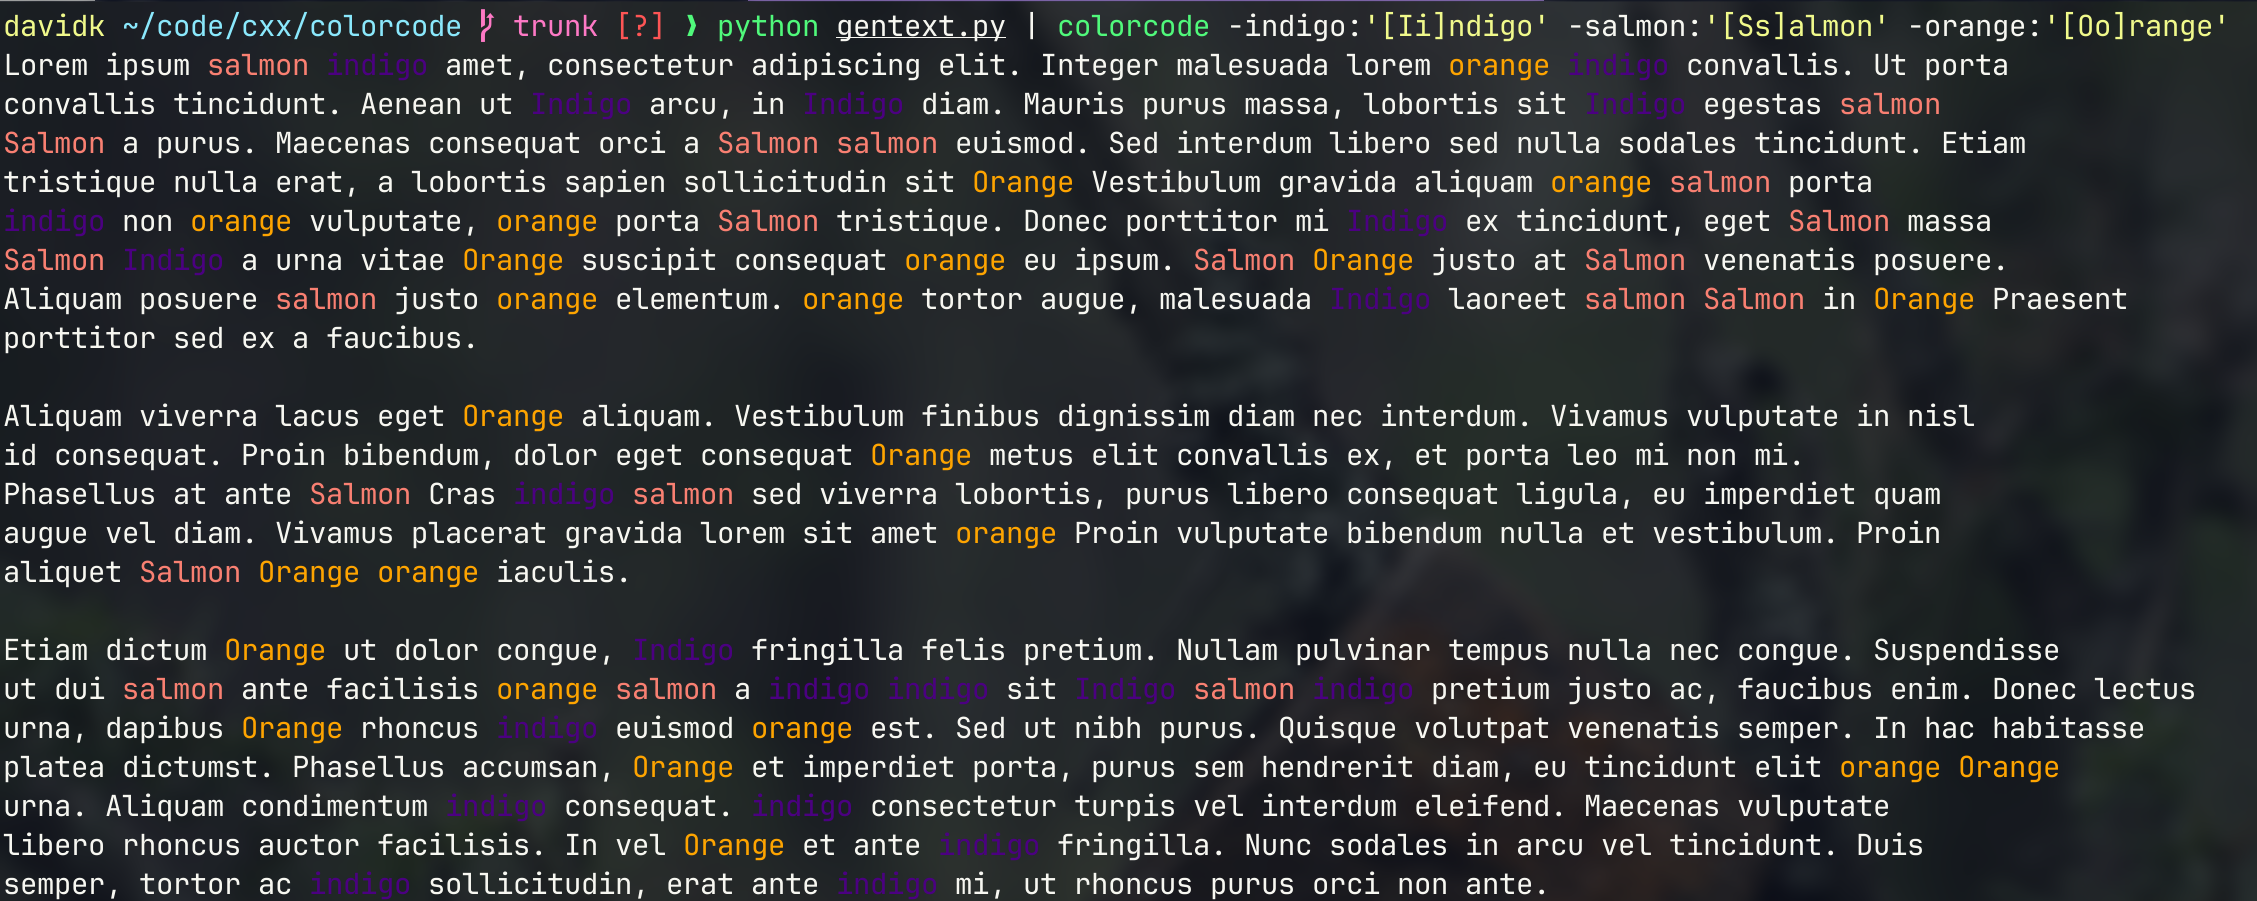 davidk ~/code/cxx/colorcode trunk [?] ❯ python gentext.py | colorcode -indigo:'[Ii]ndigo' -salmon:'[Ss]almon' -orange:'[Oo]range'
Lorem ipsum salmon indigo amet, consectetur adipiscing elit. Integer malesuada lorem orange indigo convallis. Ut porta
convallis tincidunt. Aenean ut Indigo arcu, in Indigo diam. Mauris purus massa, lobortis sit Indigo egestas salmon
Salmon a purus. Maecenas consequat orci a Salmon salmon euismod. Sed interdum libero sed nulla sodales tincidunt. Etiam
tristique nulla erat, a lobortis sapien sollicitudin sit Orange Vestibulum gravida aliquam orange salmon porta
indigo non orange vulputate, orange porta Salmon tristique. Donec porttitor mi Indigo ex tincidunt, eget Salmon massa
Salmon Indigo a urna vitae Orange suscipit consequat orange eu ipsum. Salmon Orange justo at Salmon venenatis posuere.
Aliquam posuere salmon justo orange elementum. orange tortor augue, malesuada Indigo laoreet salmon Salmon in Orange Praesent
porttitor sed ex a faucibus.
Aliquam viverra lacus eget Orange aliquam. Vestibulum finibus dignissim diam nec interdum. Vivamus vulputate in nisl
id consequat. Proin bibendum, dolor eget consequat Orange metus elit convallis ex, et porta leo mi non mi.
Phasellus at ante Salmon Cras indigo salmon sed viverra lobortis, purus libero consequat ligula, eu imperdiet quam
augue vel diam. Vivamus placerat gravida lorem sit amet orange Proin vulputate bibendum nulla et vestibulum. Proin
aliquet Salmon Orange orange iaculis.
Etiam dictum Orange ut dolor congue, Indigo fringilla felis pretium. Nullam pulvinar tempus nulla nec congue. Suspendisse
ut dui salmon ante facilisis orange salmon a indigo indigo sit Indigo salmon indigo pretium justo ac, faucibus enim. Donec lectus
urna, dapibus Orange rhoncus indigo euismod orange est. Sed ut nibh purus. Quisque volutpat venenatis semper. In hac habitasse
platea dictumst. Phasellus accumsan, Orange et imperdiet porta, purus sem hendrerit diam, eu tincidunt elit orange Orange
urna. Aliquam condimentum indigo consequat. indigo consectetur turpis vel interdum eleifend. Maecenas vulputate
libero rhoncus auctor facilisis. In vel Orange et ante indigo fringilla. Nunc sodales in arcu vel tincidunt. Duis
semper, tortor ac indigo sollicitudin, erat ante indigo mi, ut rhoncus purus orci non ante.